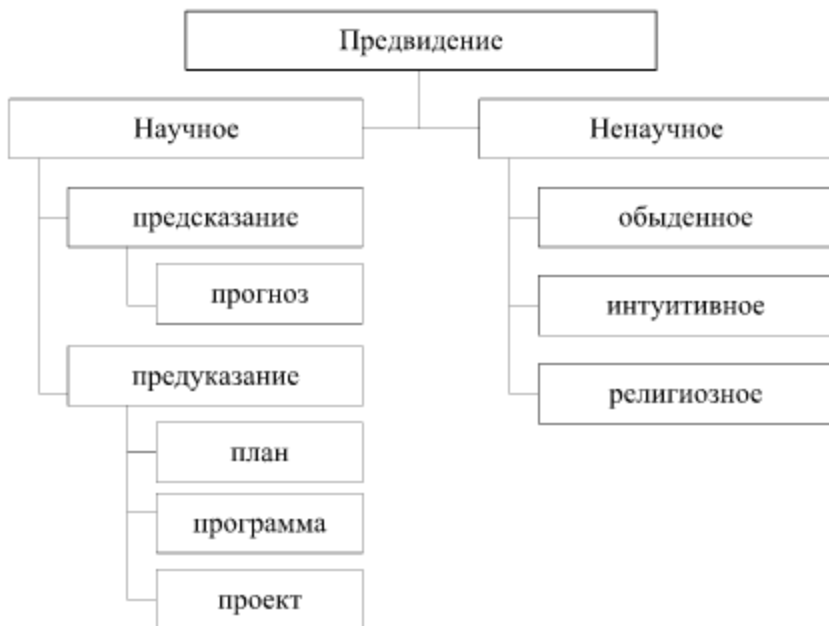 Предвидение
Научное
Ненаучное
предсказание
обыденное
прогноз
интуитивное
предуказание
религиозное
план
программа
проект